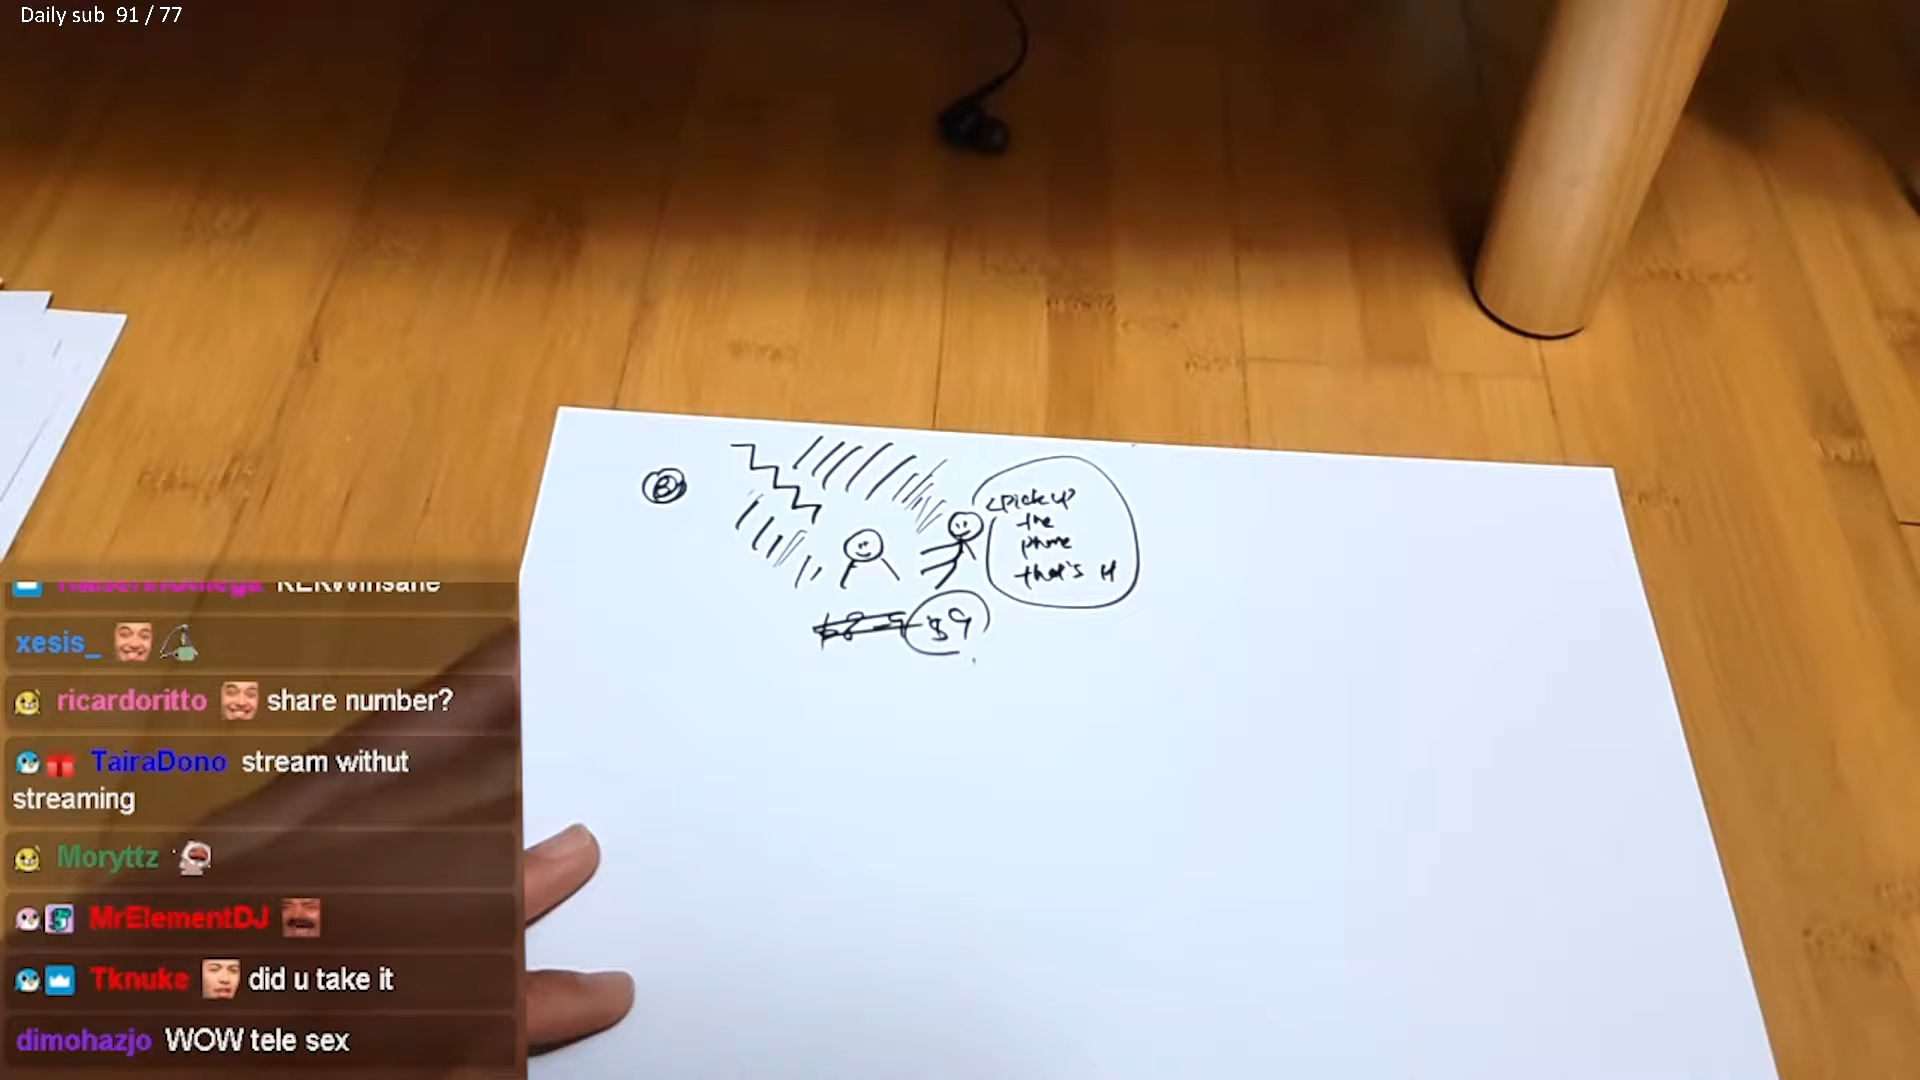 Daily sub 91 / 77
B
pick up
the
phone
that's it
$9
xesis_
ricardoritto share number?
TairaDono stream withut
streaming
Moryttz
MrElementDJ
Tknuke did u take it
dimohazjo WOW tele sex